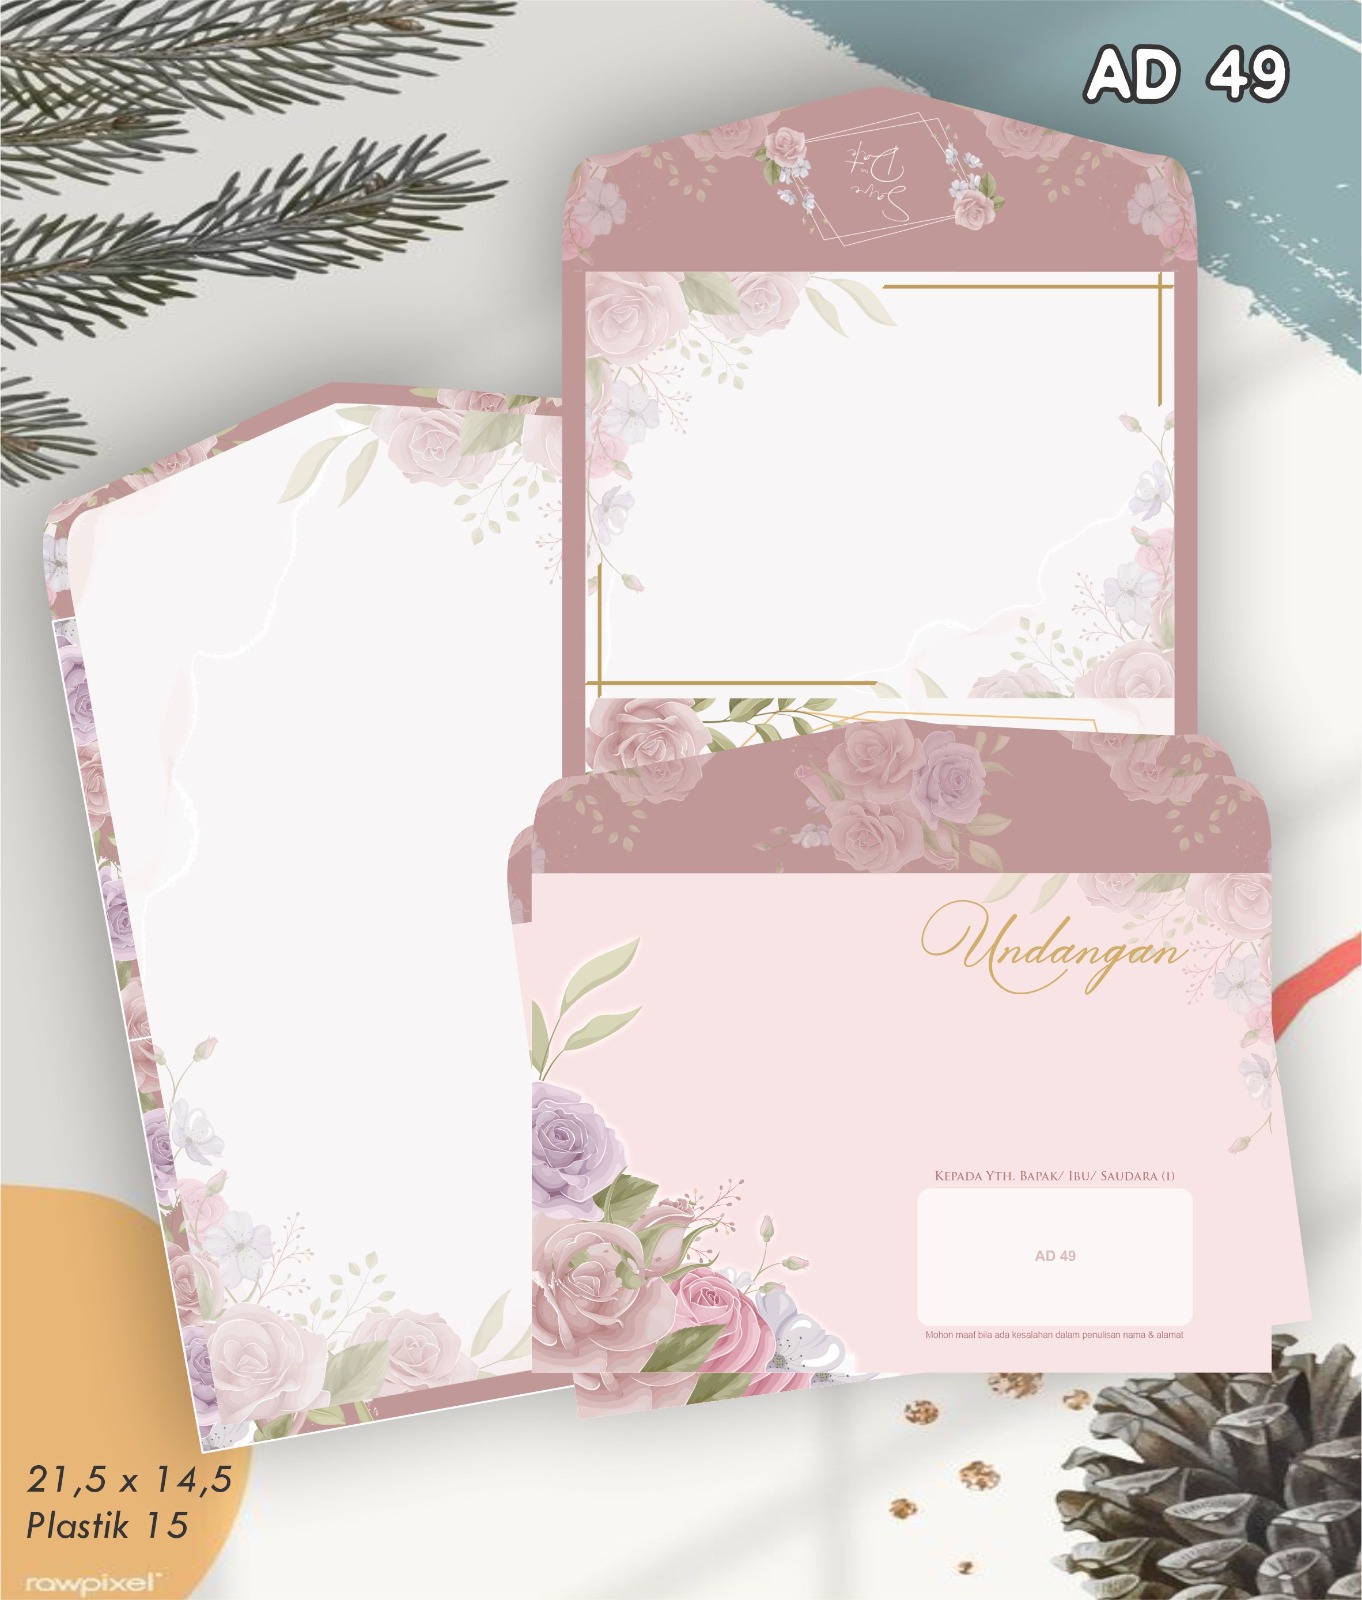 AD 49
Save
the
Date
Undangan
KEPADA YTH. BAPAK/ IBU/ SAUDARA (I)
AD 49
Mohon maaf bila ada kesalahan dalam penulisan nama & alamat
21,5 x 14,5
Plastik 15
rawpixel